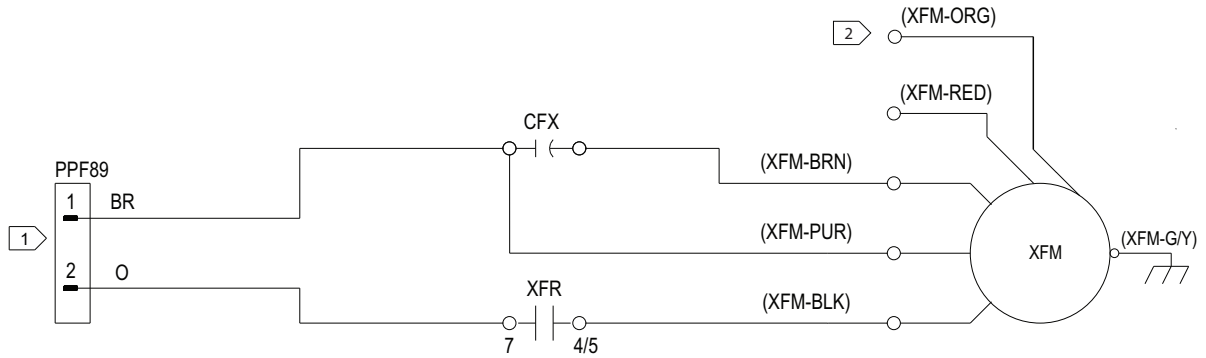 (XFM-ORG)
2
(XFM-RED)
CFX
(XFM-BRN)
PPF89
1
BR
1
(XFM-PUR)
(XFM-G/Y)
XFM
2
O
XFR
(XFM-BLK)
7
4/5